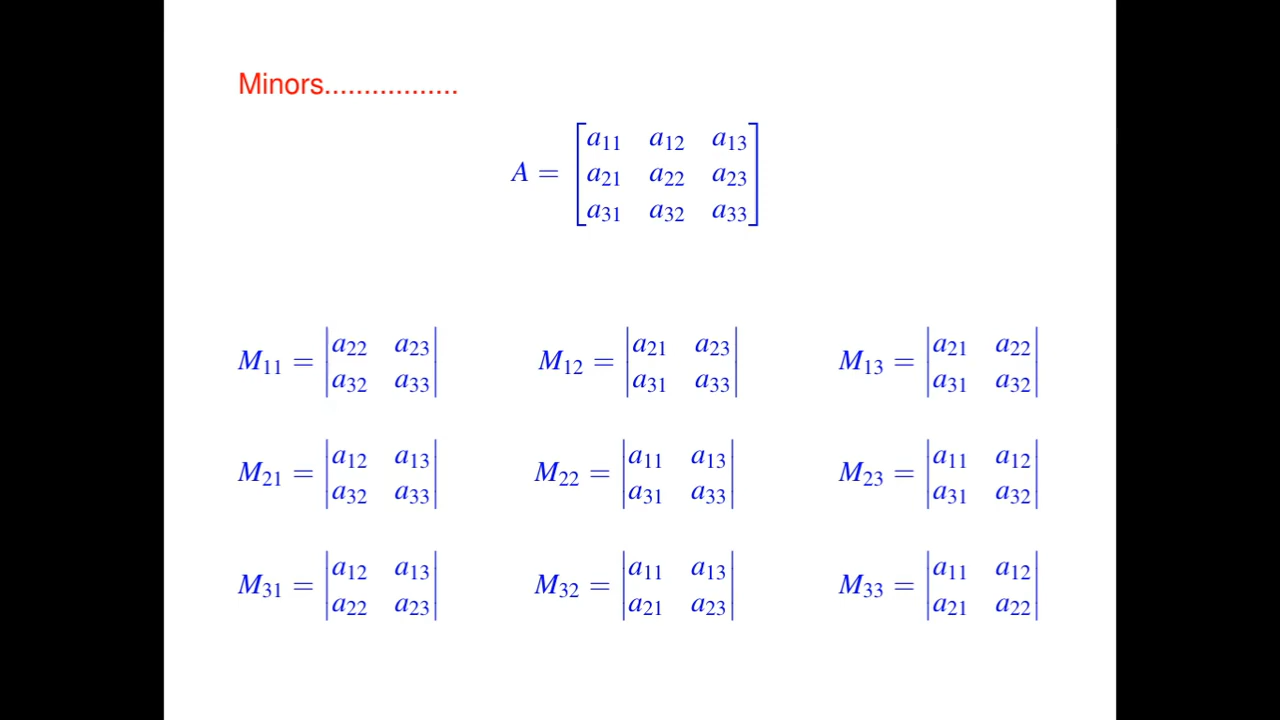 Minors.................
A = [a11 a12 a13
a21 a22 a23
a31 a32 a33]
M11 = |a22 a23 M12 = |a21 a23 M13 = |a21 a22
a32 a33| a31 a33| a31 a32|
M21 = |a12 a13 M22 = |a11 a13 M23 = |a11 a12
a32 a33| a31 a33| a31 a32|
M31 = |a12 a13 M32 = |a11 a13 M33 = |a11 a12
a22 a23| a21 a23| a21 a22|